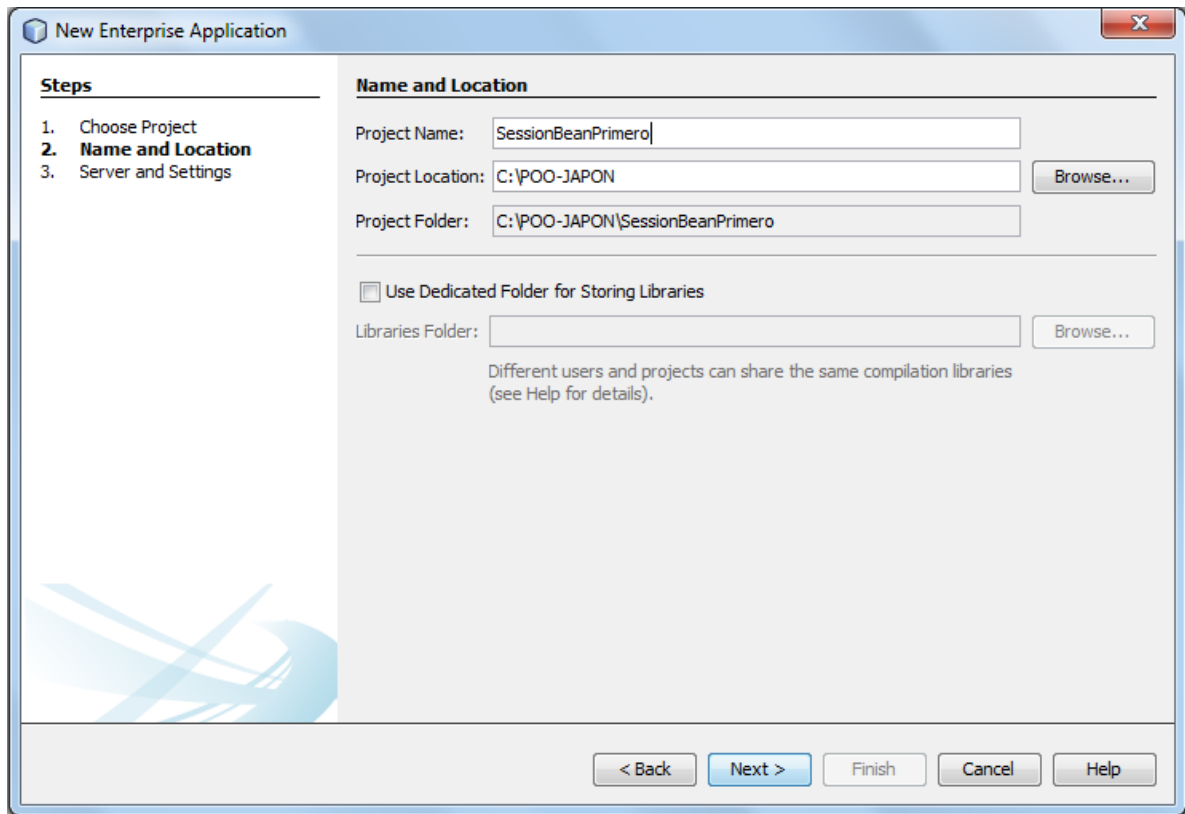 New Enterprise Application
Steps
1. Choose Project
2. Name and Location
3. Server and Settings
Name and Location
Project Name: SessionBeanPrimero
Project Location: C:\POO-JAPON Browse...
Project Folder: C:\POO-JAPON\SessionBeanPrimero
Use Dedicated Folder for Storing Libraries
Libraries Folder: Browse...
Different users and projects can share the same compilation libraries
(see Help for details).
< Back Next > Finish Cancel Help